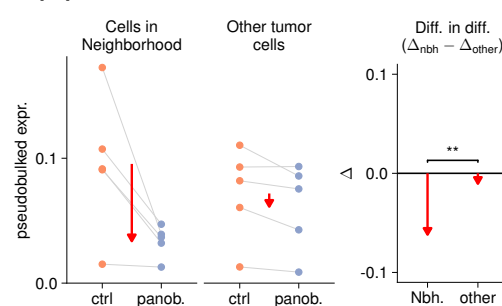 Cells in
Neighborhood
Other tumor
cells
Diff. in diff.
(Δnbh − Δother)
pseudobulked expr.
0.1
0.0
ctrl panob.
ctrl panob.
Δ
0.1
0.0
-0.1
**
Nbh. other